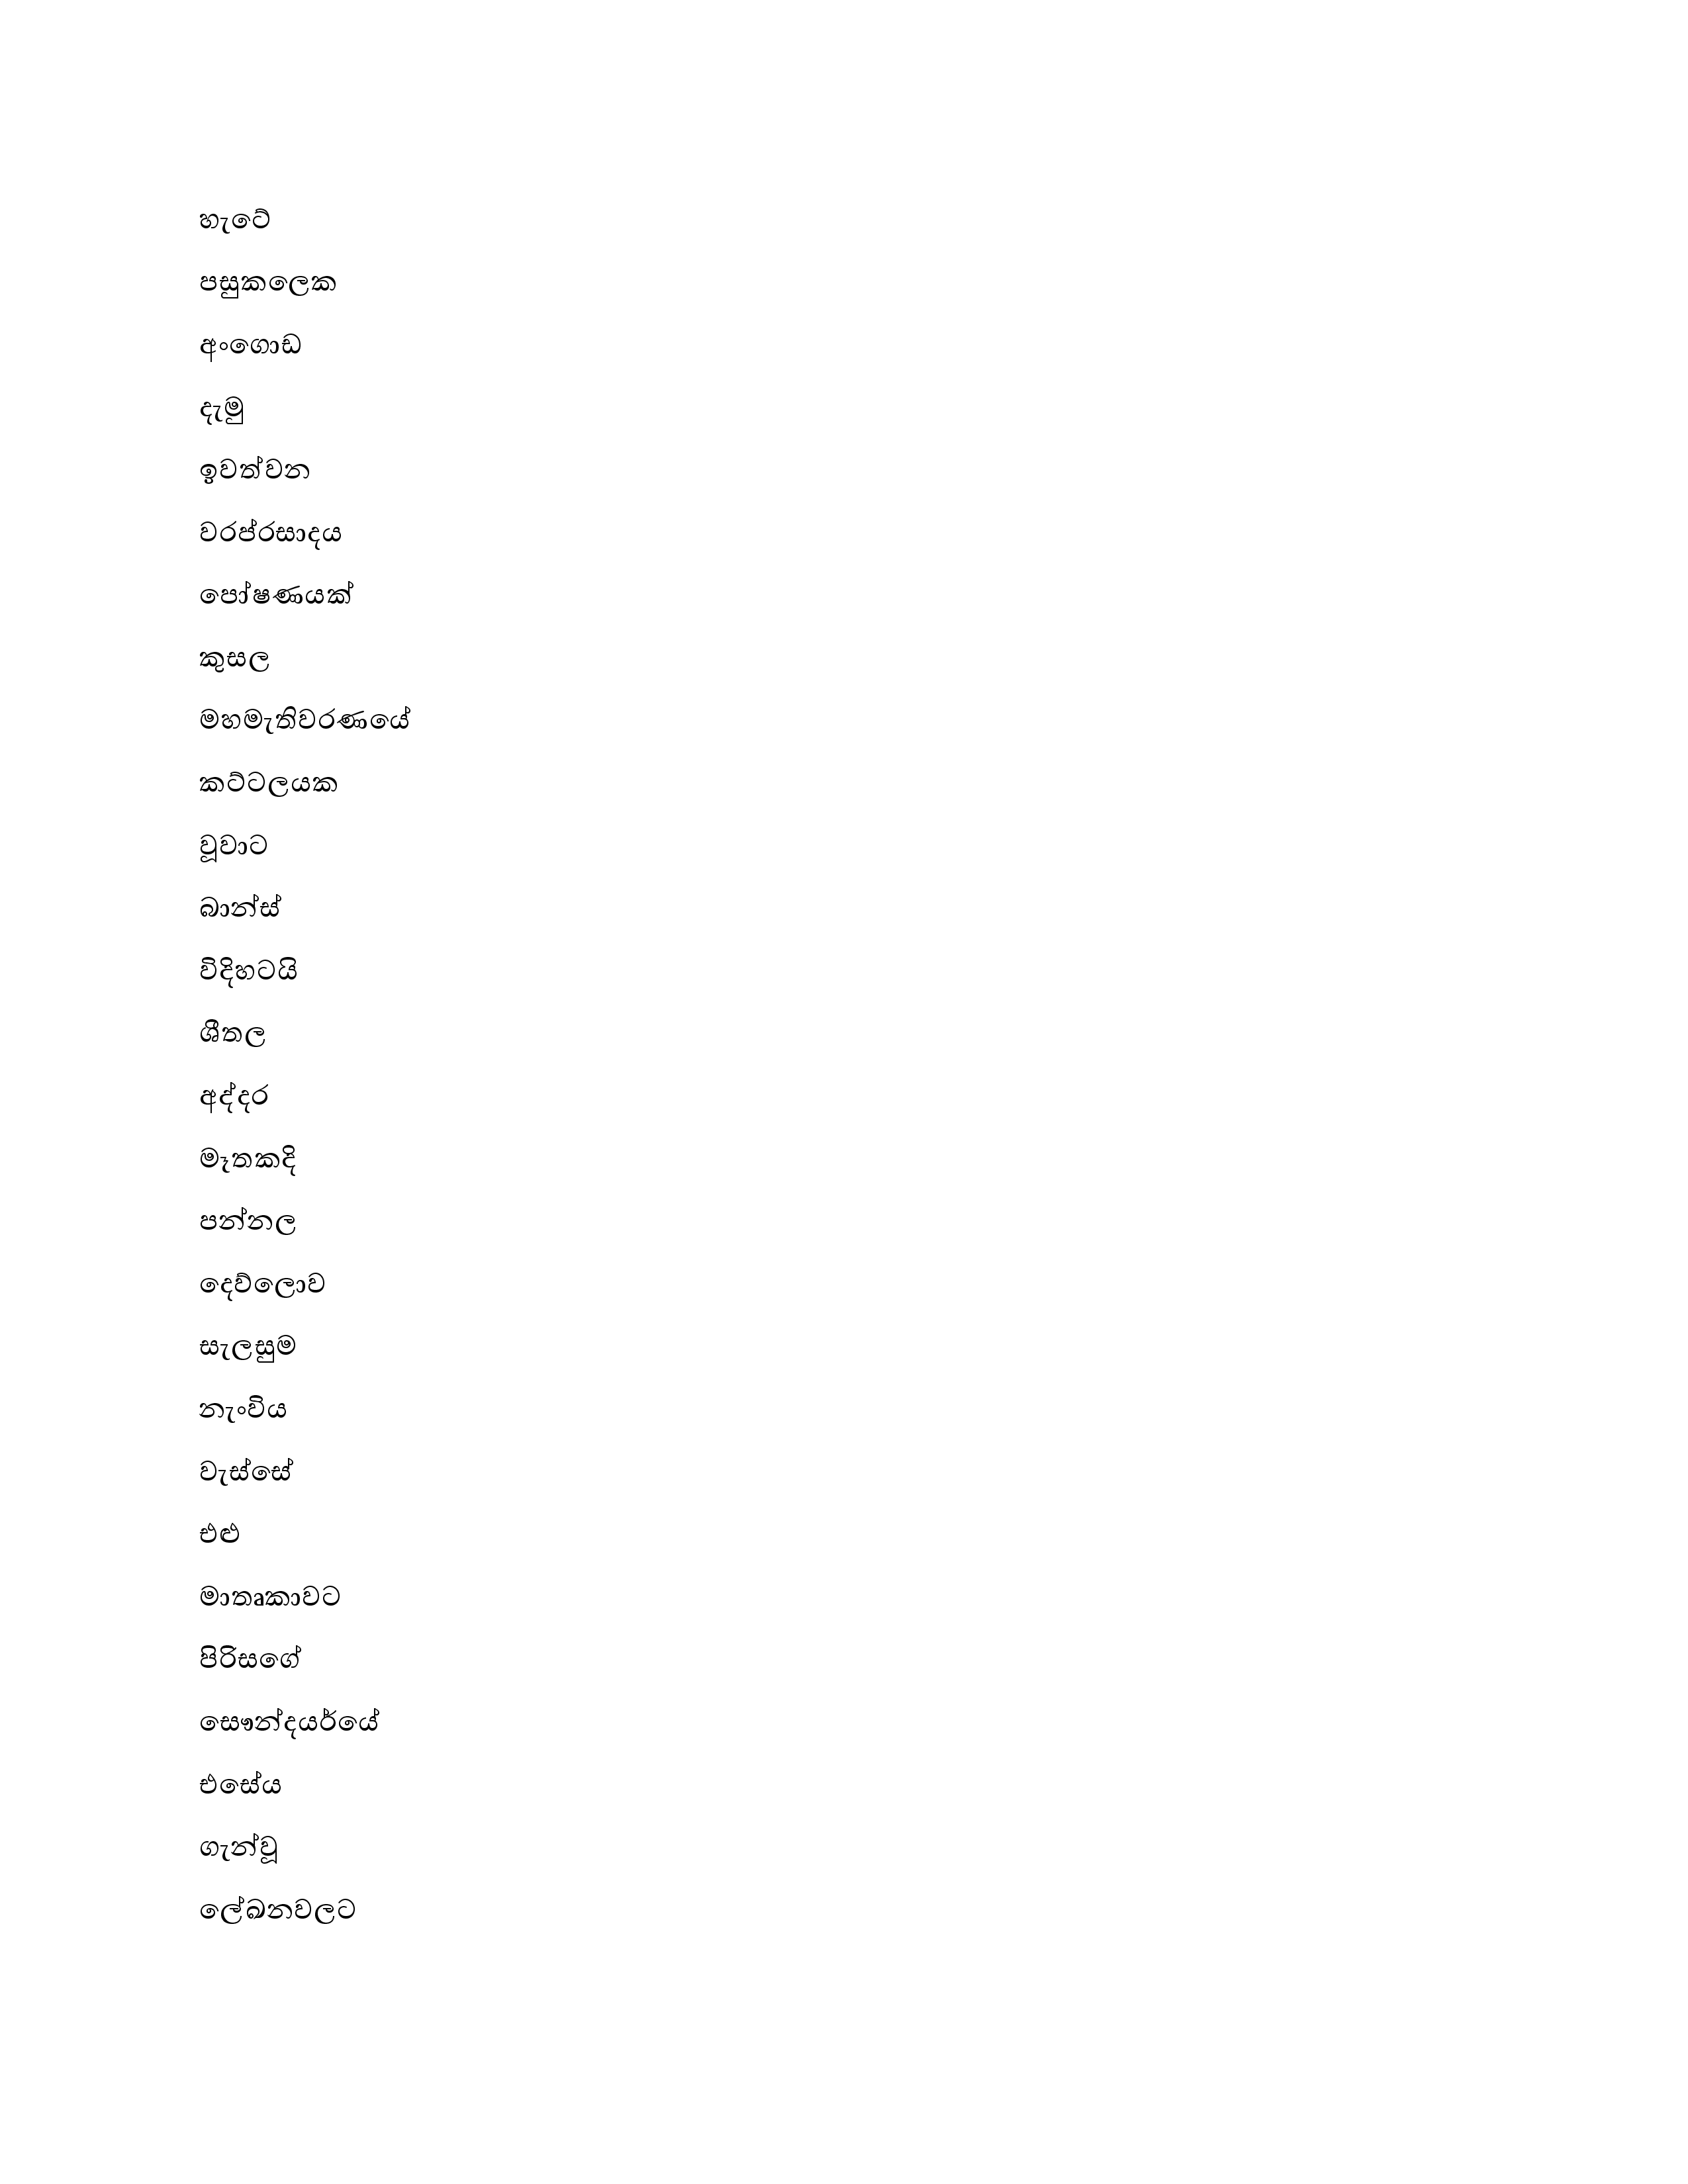 හැටේ
පසුකලෙක
අංගොඩ
දැමු
ඉවත්වන
වරප්රසාදය
පෝෂණයක්
කුසල
මහමැතිවරණයේ
කට්ටලයක
වූවාට
බාන්ස්
විදිහටයි
ශීතල
අද්දර
මෑතකදි
පන්නල
දෙව්ලොව
සැලසුම
නැංවිය
වැස්සේ
එළු
මාතෘකාවට
පිරිසගේ
සෞන්දයර්යේ
එසේය
ගැන්වූ
ලේඛනවලට